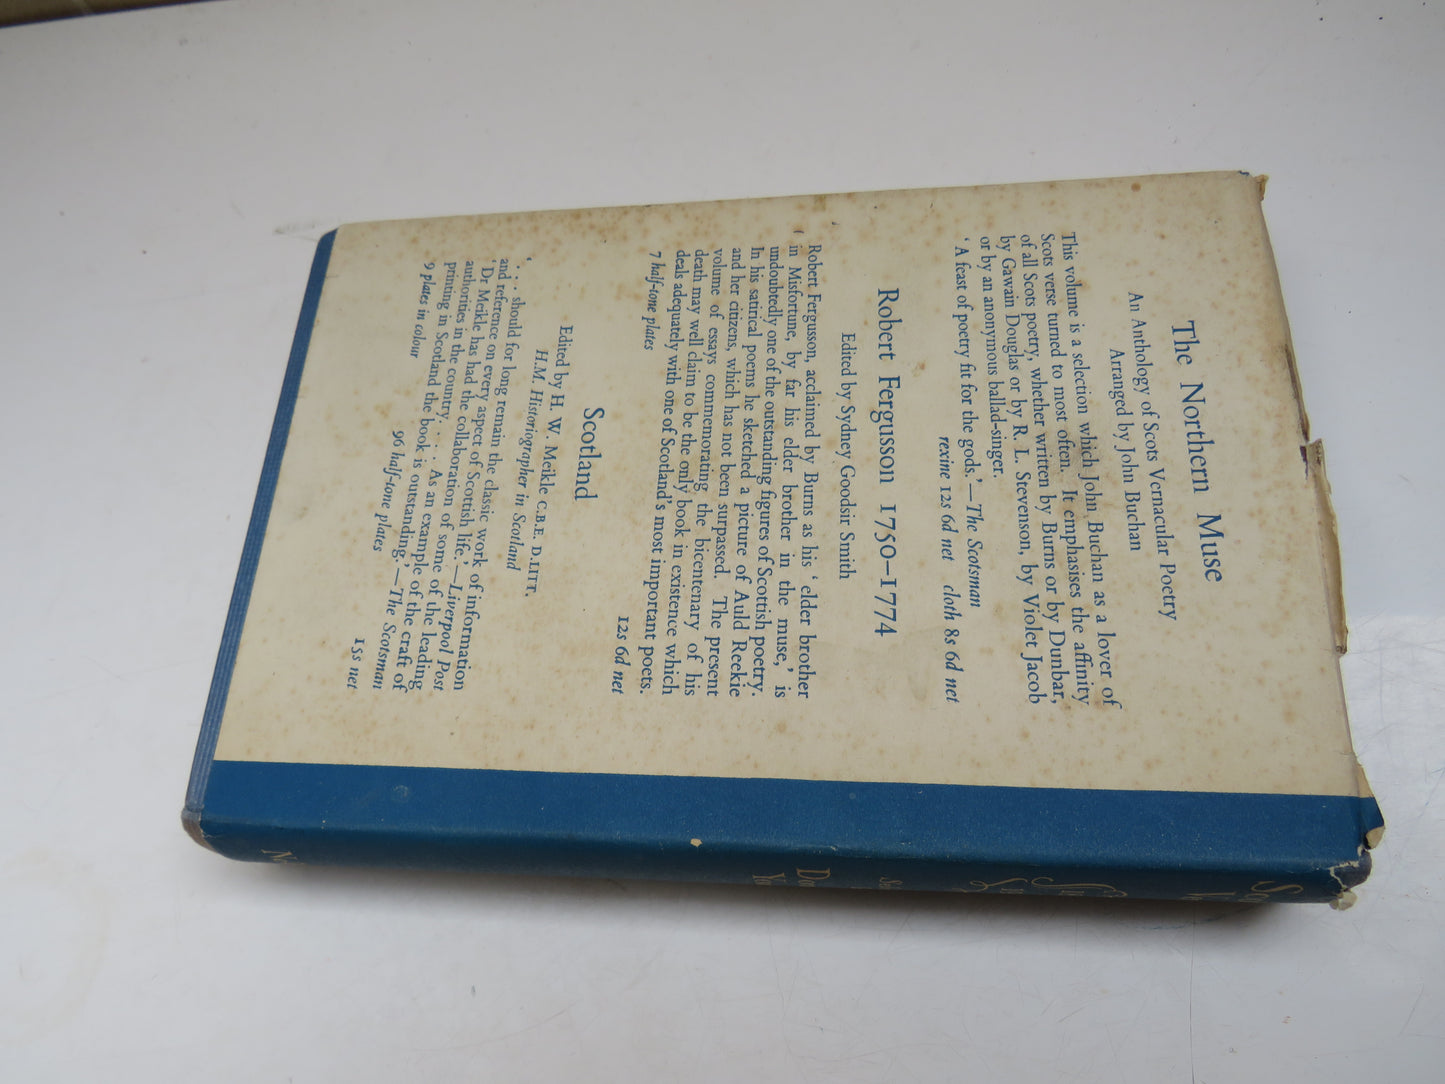 The Northern Muse
An Anthology of Scots Vernacular Poetry
Arranged by John Buchan
This volume is a selection which John Buchan as a lover of
Scots verse turned to most often. It emphasises the affinity
of all Scots poetry, whether written by Burns or by Dunbar,
by Gawain Douglas or by R. L. Stevenson, by Violet Jacob
or by an anonymous ballad-singer.
‘A feast of poetry fit for the gods.’—The Scotsman
rexine 12s 6d net cloth 8s 6d net
Robert Fergusson 1750–1774
Edited by Sydney Goodsir Smith
Robert Fergusson, acclaimed by Burns as his ‘elder brother
in Misfortune, by far his elder brother in the muse,’ is
undoubtedly one of the outstanding figures of Scottish poetry.
In his satirical poems he sketched a picture of Auld Reekie
and her citizens, which has not been surpassed. The present
volume of essays commemorating the bicentenary of his
death may well claim to be the only book in existence which
deals adequately with one of Scotland's most important poets.
7 half-tone plates 12s 6d net
Scotland
Edited by H. W. Meikle C.B.E. D.LITT.
H.M. Historiographer in Scotland
‘. . . should for long remain the classic work of information
and reference on every aspect of Scottish life.’—Liverpool Post
‘Dr Meikle has had the collaboration of some of the leading
authorities in the country. . . . As an example of the craft of
printing in Scotland the book is outstanding.’—The Scotsman
9 plates in colour 96 half-tone plates 15s net